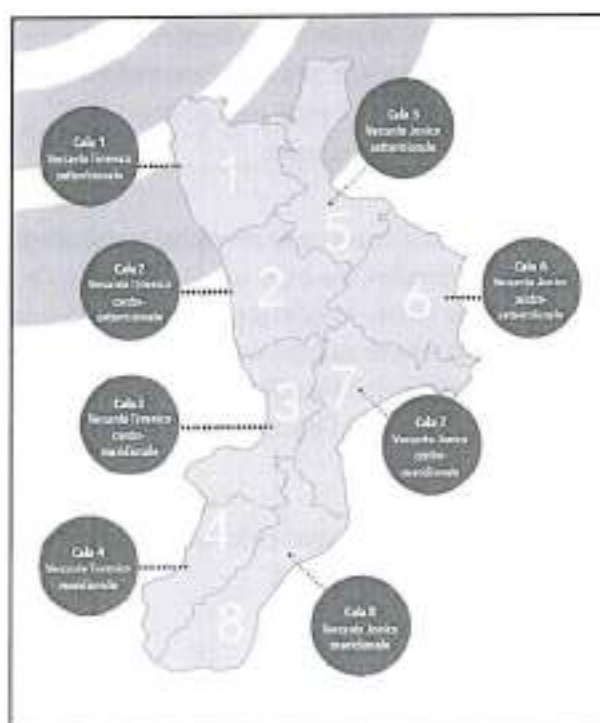 Cala 1
Versante Tirrenico
settentrionale
Cala 5
Versante Jonico
settentrionale
1
5
Cala 2
Versante Tirrenico
centro-
settentrionale
2
Cala 6
Versante Jonico
centro-
settentrionale
6
Cala 3
Versante Tirrenico
centro-
meridionale
3
7
Cala 7
Versante Jonico
centro-
meridionale
Cala 4
Versante Tirrenico
meridionale
4
8
Cala 8
Versante Jonico
meridionale